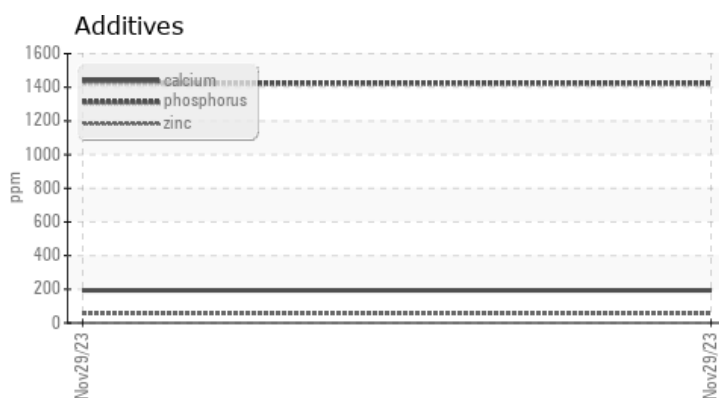 Additives
1600
1400
1200
1000
800
600
400
200
0
ppm
calcium
phosphorus
zinc
Nov29/23
Nov29/23